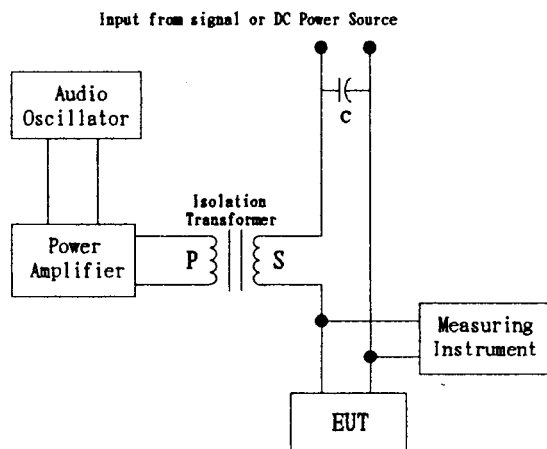 Input from signal or DC Power Source
Audio
Oscillator
C
Isolation
Transformer
Power
Amplifier
P
S
Measuring
Instrument
EUT